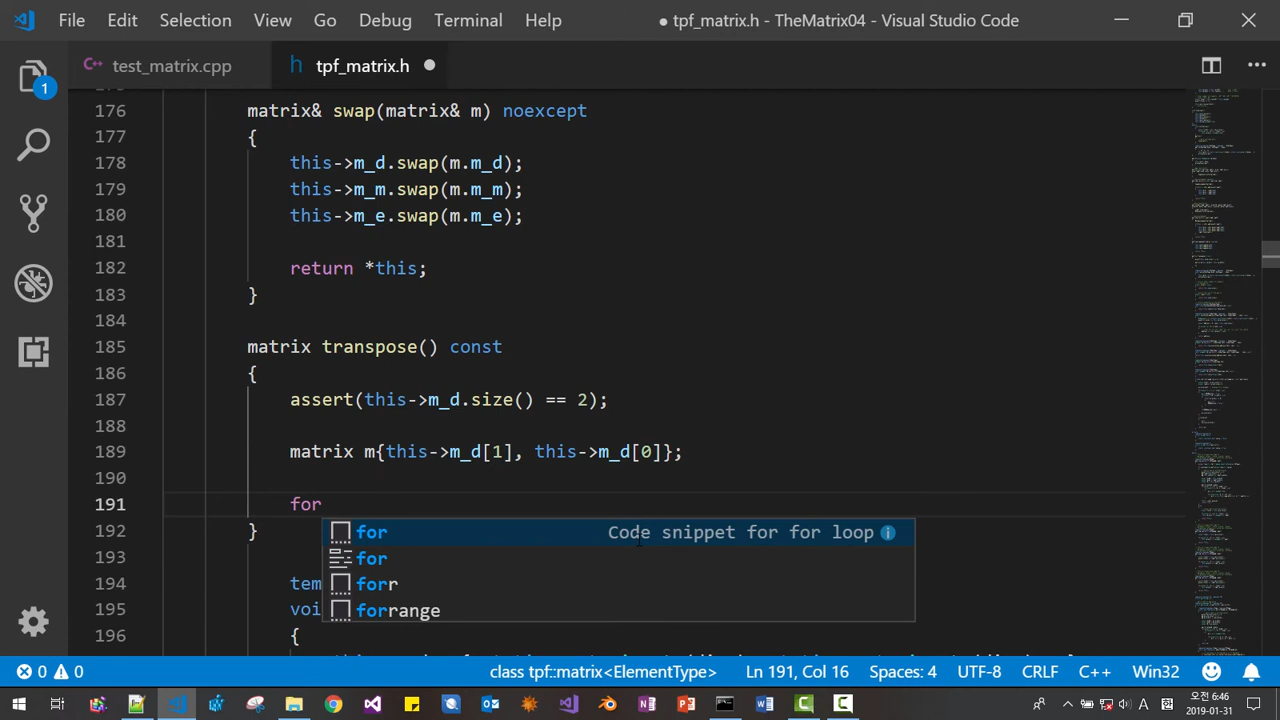 File Edit Selection View Go Debug Terminal Help ● tpf_matrix.h - TheMatrix04 - Visual Studio Code
test_matrix.cpp h tpf_matrix.h
1
176 matrix& swap(matrix& m) noexcept
177 {
178 this->m_d.swap(m.m_d);
179 this->m_m.swap(m.m_m);
180 this->m_e.swap(m.m_e);
181
182 return *this;
183 }
184
185 matrix transpose() const
186 {
187 assert(this->m_d.size() == 2);
188
189 matrix m{this->m_d[1], this->m_d[0]};
190
191 for
for Code snippet for for loop
192 }
for
193
194 tem
forr
195 voi
forrange
196 {
0 0 class tpf::matrix<ElementType> Ln 191, Col 16 Spaces: 4 UTF-8 CRLF C++ Win32
오전 6:46
2019-01-31